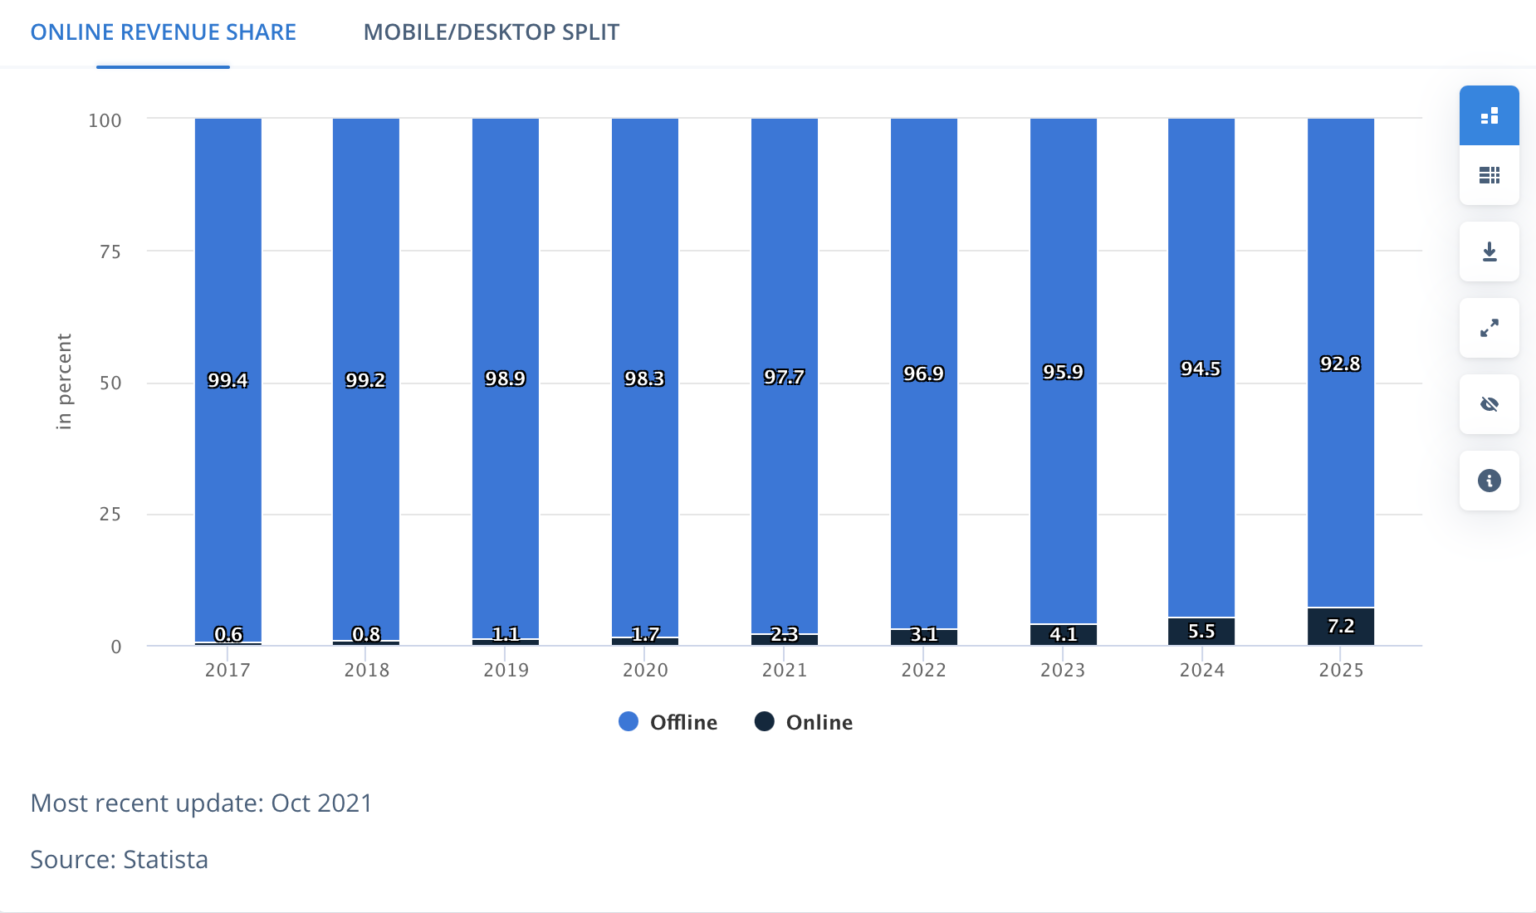 ONLINE REVENUE SHARE MOBILE/DESKTOP SPLIT
in percent
100
75
50
25
0
99.4 99.2 98.9 98.3 97.7 96.9 95.9 94.5 92.8
0.6 0.8 1.1 1.7 2.3 3.1 4.1 5.5 7.2
2017 2018 2019 2020 2021 2022 2023 2024 2025
Offline Online
Most recent update: Oct 2021
Source: Statista